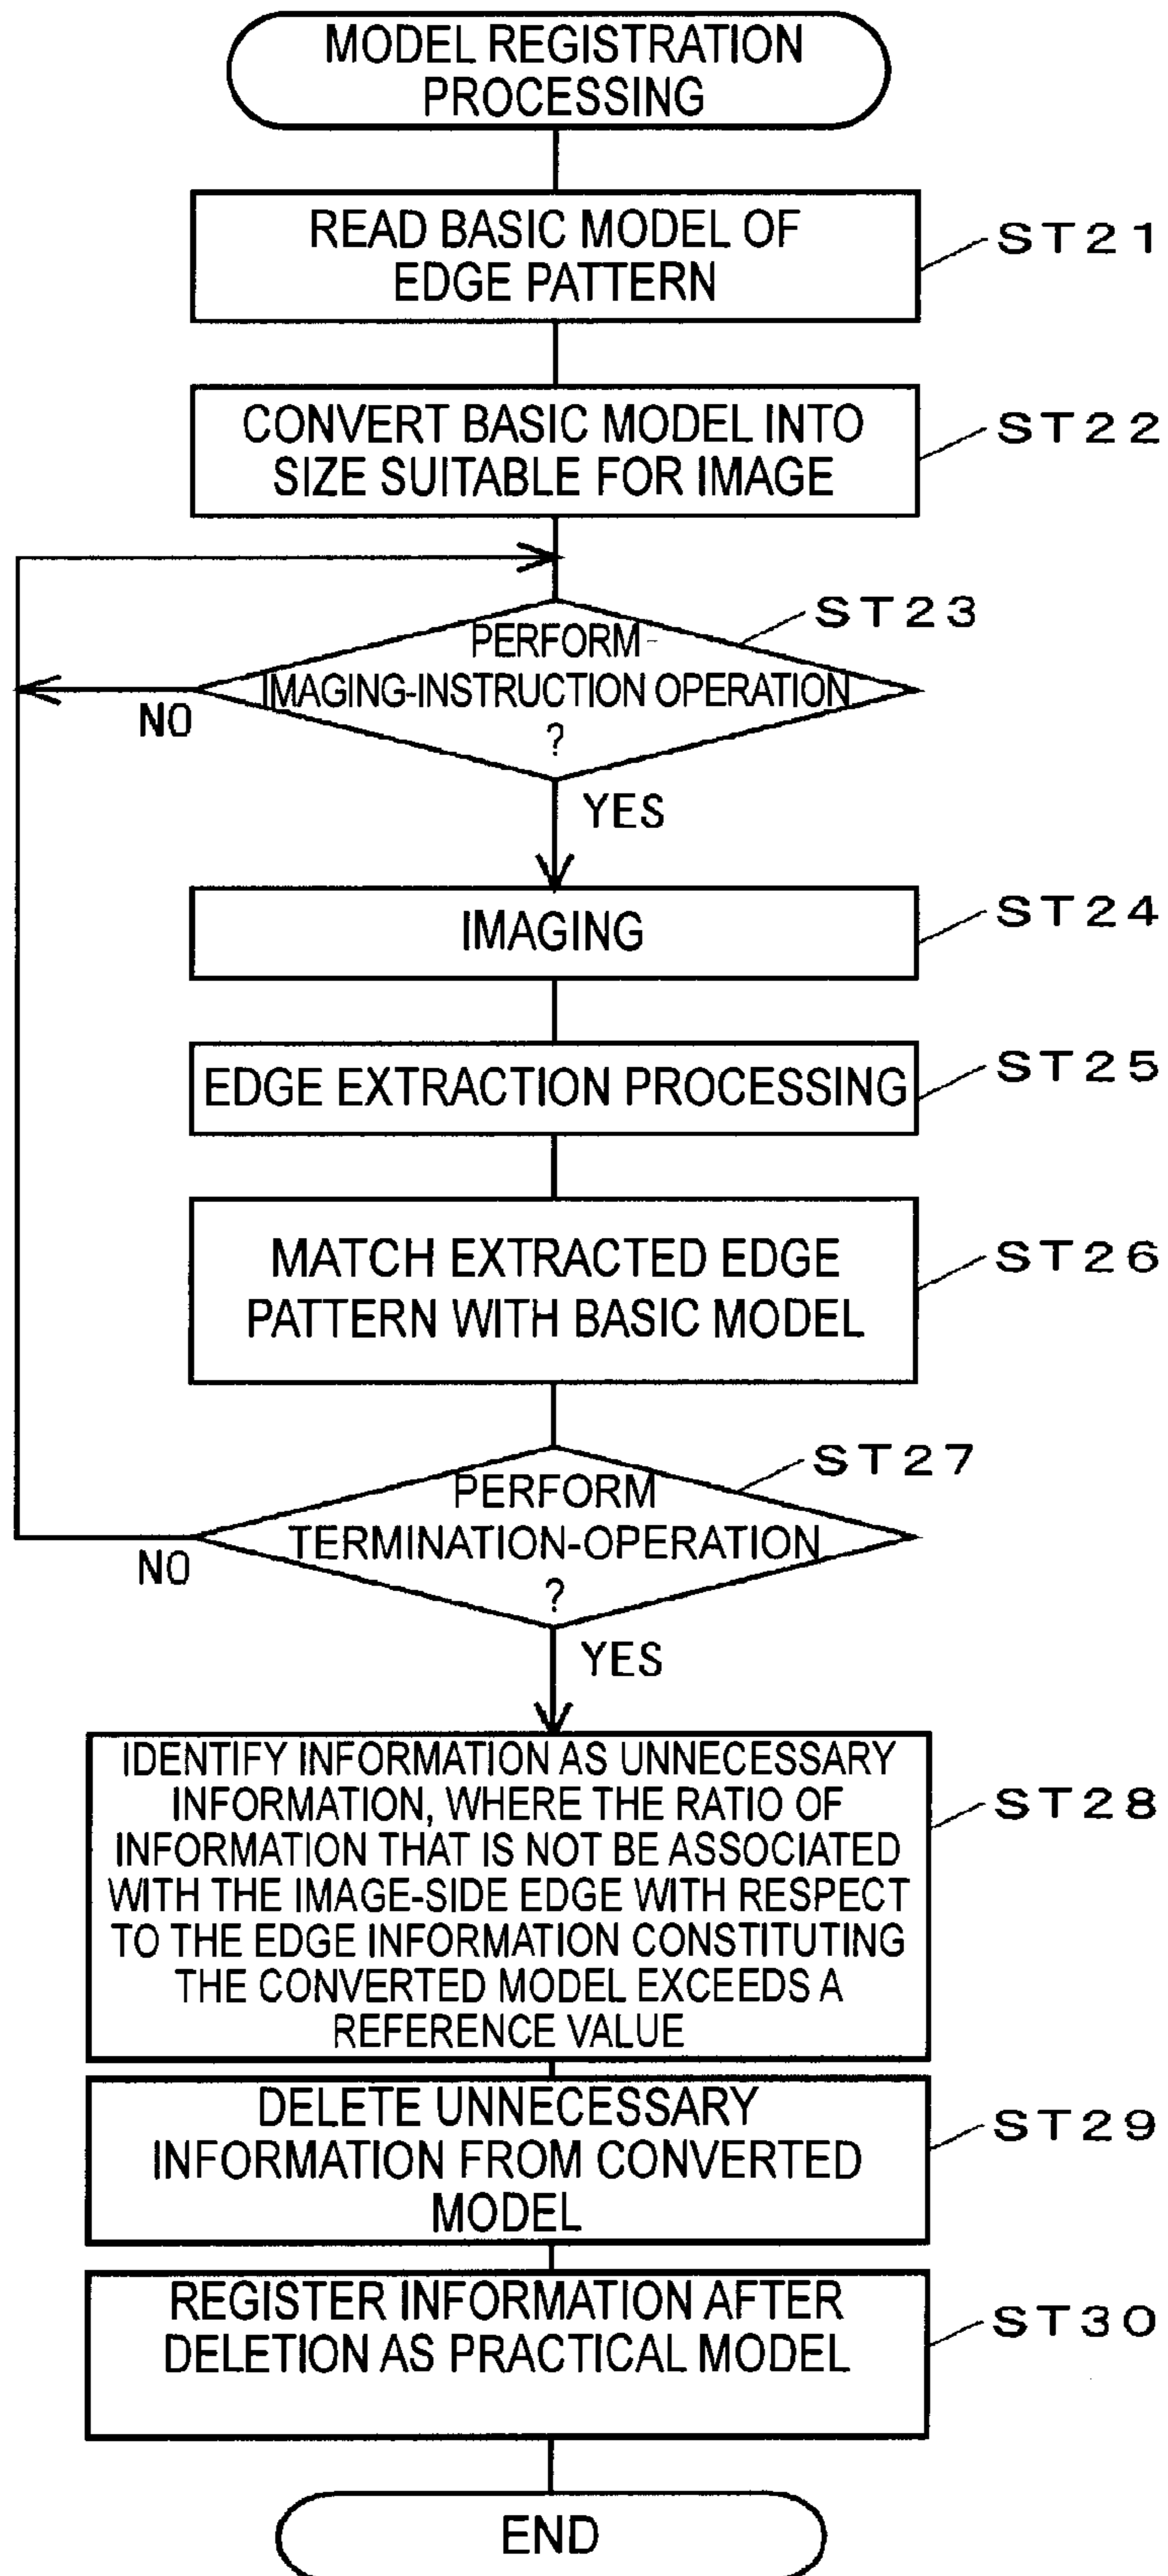 MODEL REGISTRATION
PROCESSING
READ BASIC MODEL OF
EDGE PATTERN
ST21
CONVERT BASIC MODEL INTO
SIZE SUITABLE FOR IMAGE
ST22
ST23
PERFORM
IMAGING-INSTRUCTION OPERATION
?
NO
YES
IMAGING
ST24
EDGE EXTRACTION PROCESSING
ST25
MATCH EXTRACTED EDGE
PATTERN WITH BASIC MODEL
ST26
ST27
PERFORM
TERMINATION-OPERATION
?
NO
YES
IDENTIFY INFORMATION AS UNNECESSARY
INFORMATION, WHERE THE RATIO OF
INFORMATION THAT IS NOT BE ASSOCIATED
WITH THE IMAGE-SIDE EDGE WITH RESPECT
TO THE EDGE INFORMATION CONSTITUTING
THE CONVERTED MODEL EXCEEDS A
REFERENCE VALUE
ST28
DELETE UNNECESSARY
INFORMATION FROM CONVERTED
MODEL
ST29
REGISTER INFORMATION AFTER
DELETION AS PRACTICAL MODEL
ST30
END